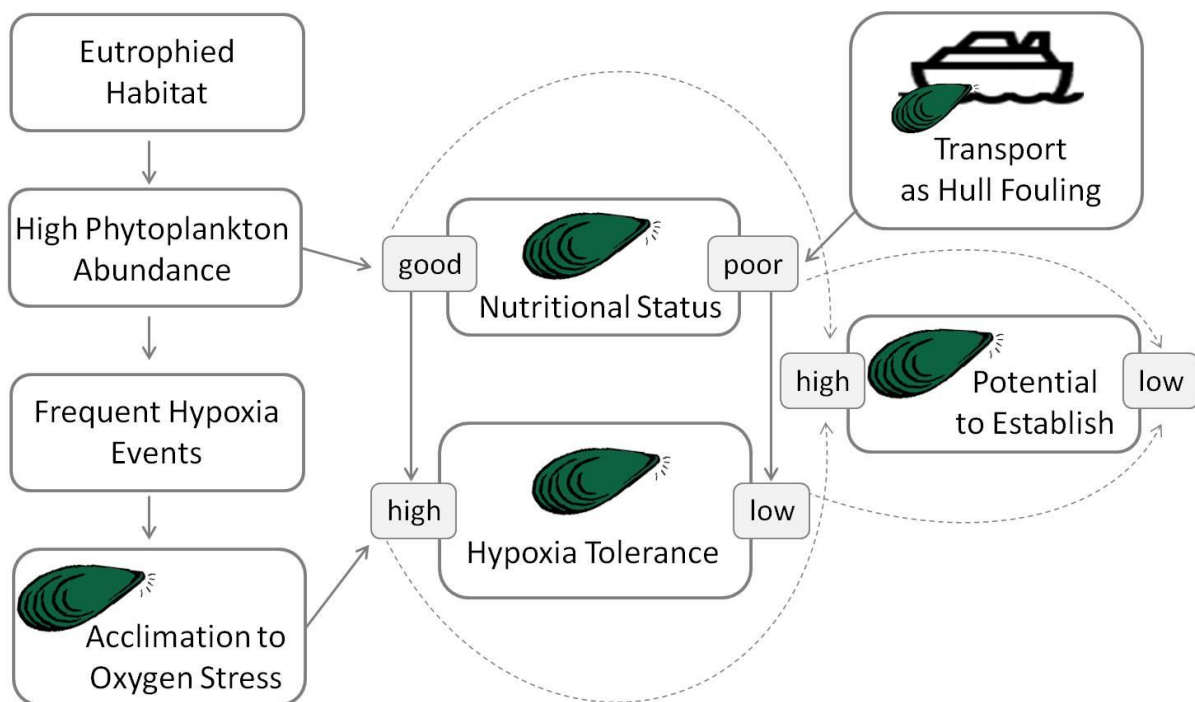 Eutrophied
Habitat
High Phytoplankton
Abundance
Frequent Hypoxia
Events
Acclimation to
Oxygen Stress
good
poor
Nutritional Status
high
low
Hypoxia Tolerance
Transport
as Hull Fouling
high
low
Potential
to Establish